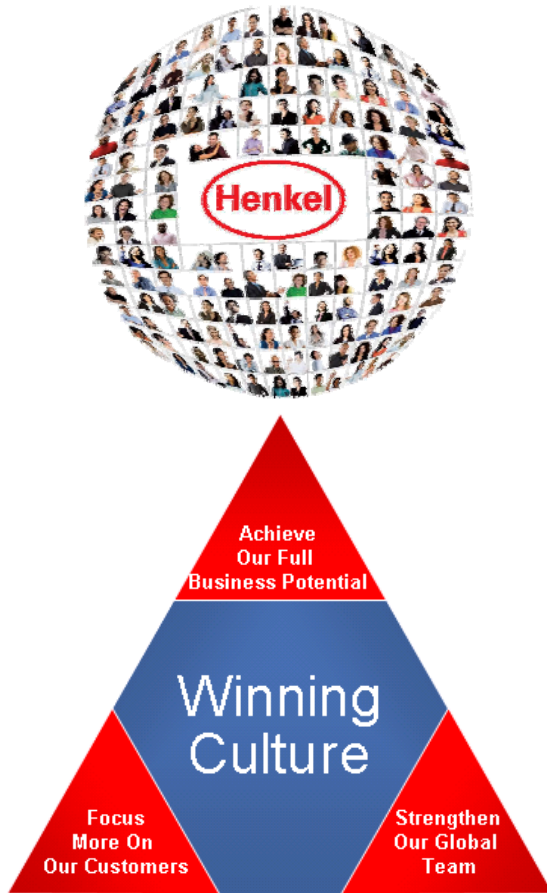 Henkel
Achieve
Our Full
Business Potential
Winning
Culture
Focus
More On
Our Customers
Strengthen
Our Global
Team